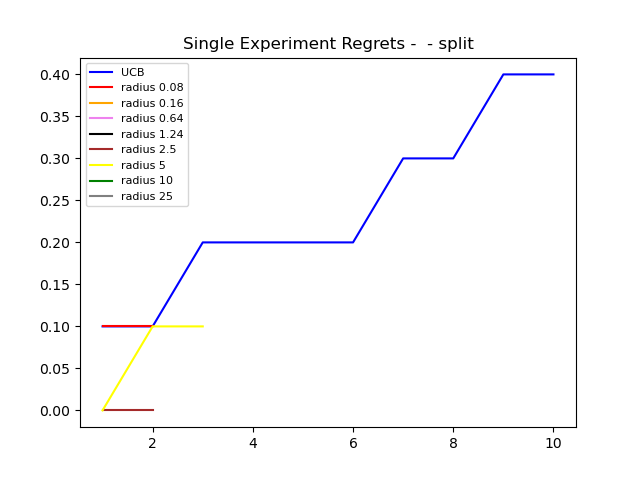 Single Experiment Regrets -  - split
0.40
0.35
0.30
0.25
0.20
0.15
0.10
0.05
0.00
UCB
radius 0.08
radius 0.16
radius 0.64
radius 1.24
radius 2.5
radius 5
radius 10
radius 25
2 4 6 8 10